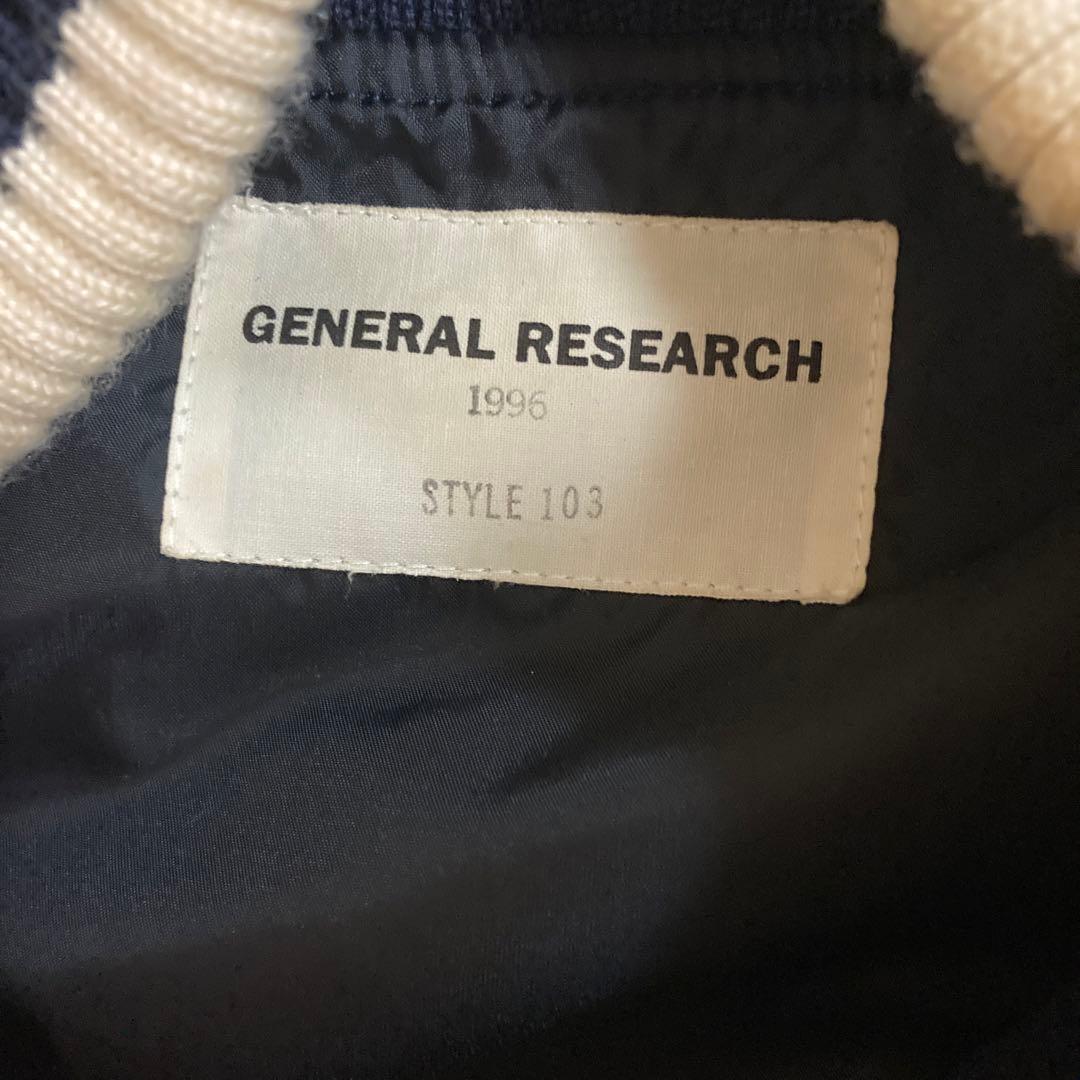 GENERAL RESEARCH
1996
STYLE 103